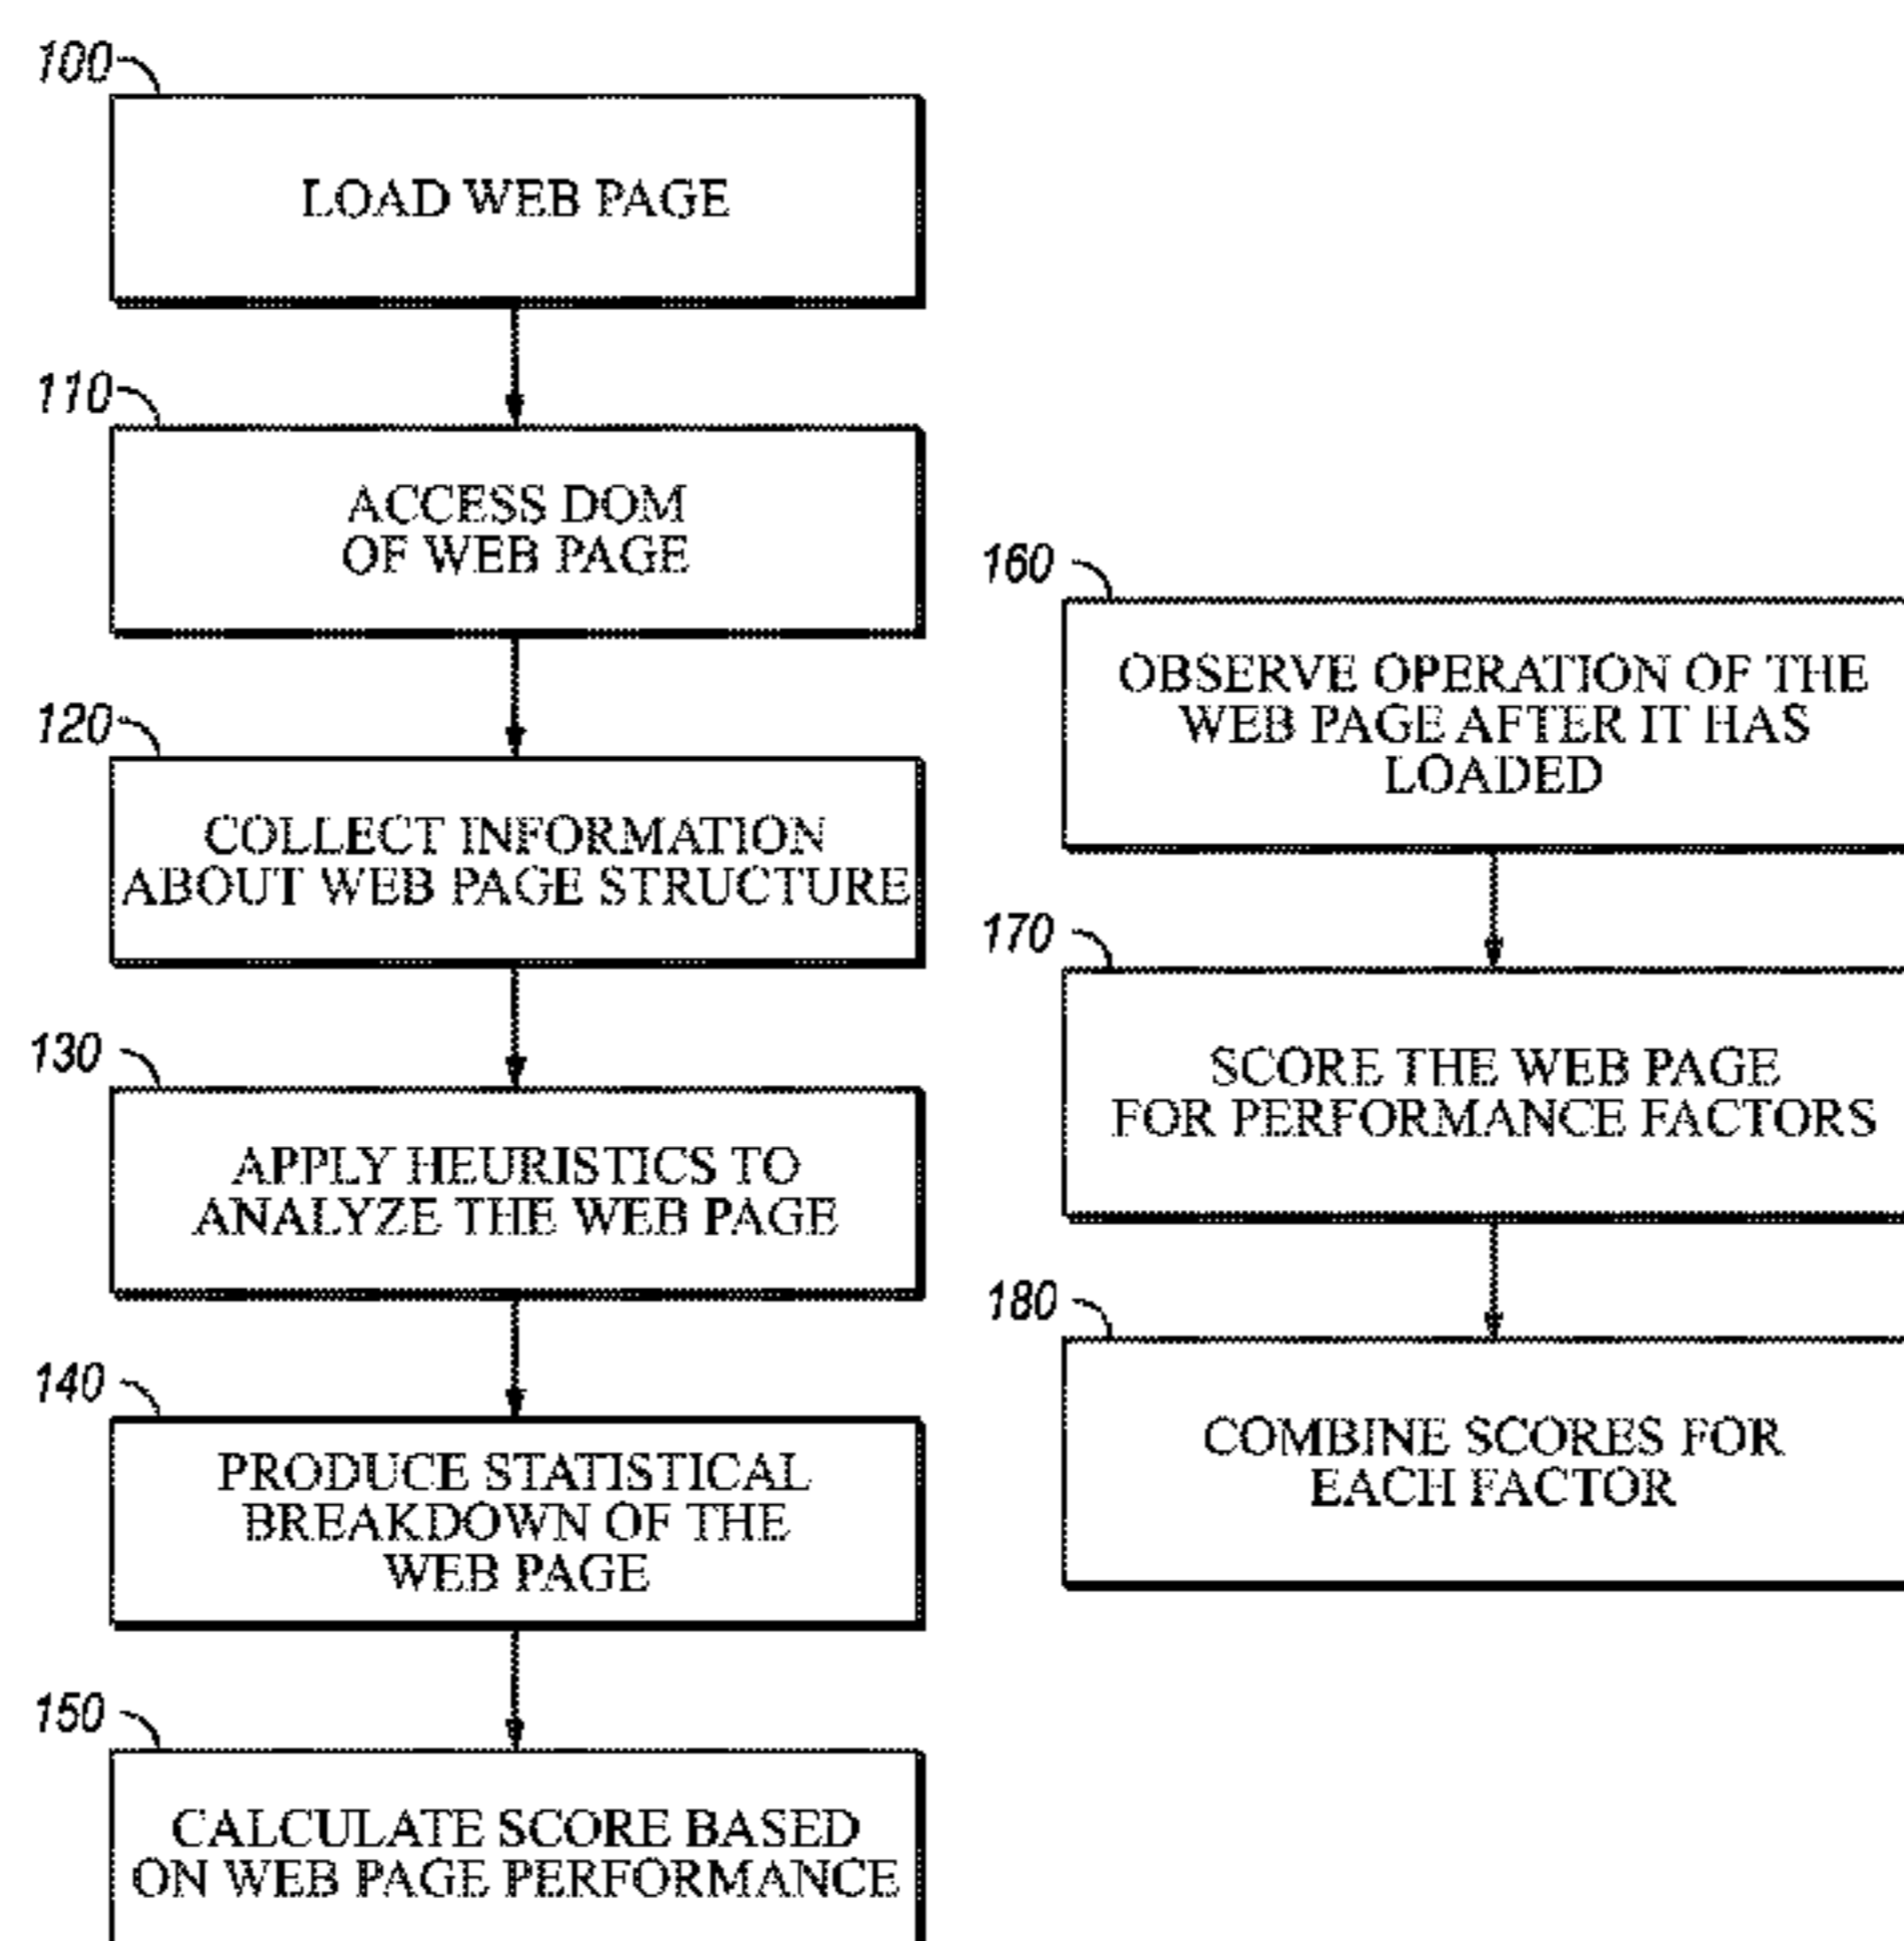 100
LOAD WEB PAGE
110
ACCESS DOM
OF WEB PAGE
120
COLLECT INFORMATION
ABOUT WEB PAGE STRUCTURE
130
APPLY HEURISTICS TO
ANALYZE THE WEB PAGE
140
PRODUCE STATISTICAL
BREAKDOWN OF THE
WEB PAGE
150
CALCULATE SCORE BASED
ON WEB PAGE PERFORMANCE
160
OBSERVE OPERATION OF THE
WEB PAGE AFTER IT HAS
LOADED
170
SCORE THE WEB PAGE
FOR PERFORMANCE FACTORS
180
COMBINE SCORES FOR
EACH FACTOR